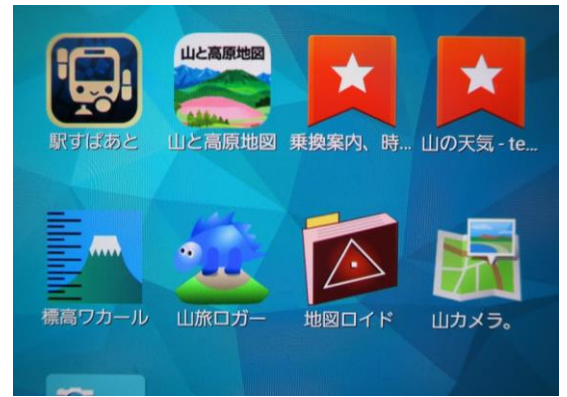 山と高原地図
駅すぱあと
山と高原地図
乗換案内、時...
山の天気 - te...
標高ワカール
山旅ロガー
地図ロイド
山カメラ。